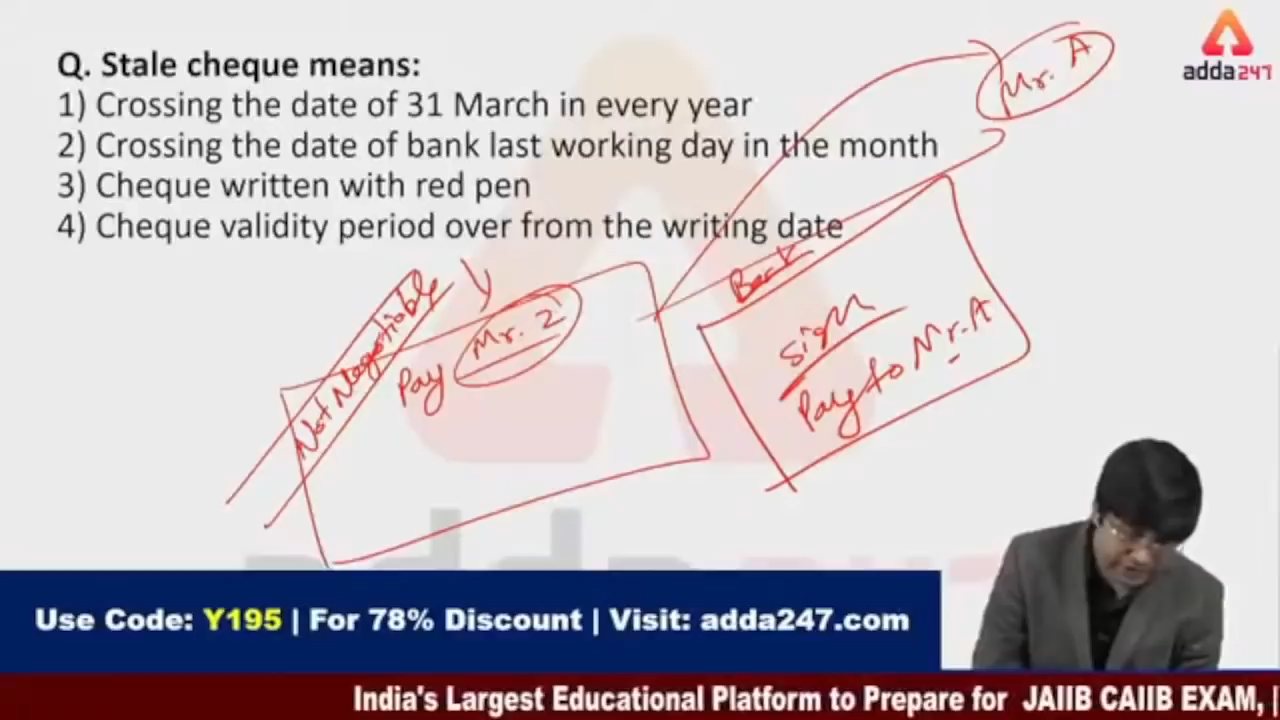 Q. Stale cheque means:
1) Crossing the date of 31 March in every year
2) Crossing the date of bank last working day in the month
3) Cheque written with red pen
4) Cheque validity period over from the writing date
Mr. A
adda247
Not Negotiable
Pay Mr. Z
Back
Sign
Pay to Mr. A
adda247
Use Code: Y195 | For 78% Discount | Visit: adda247.com
India's Largest Educational Platform to Prepare for JAIIB CAIIB EXAM, |